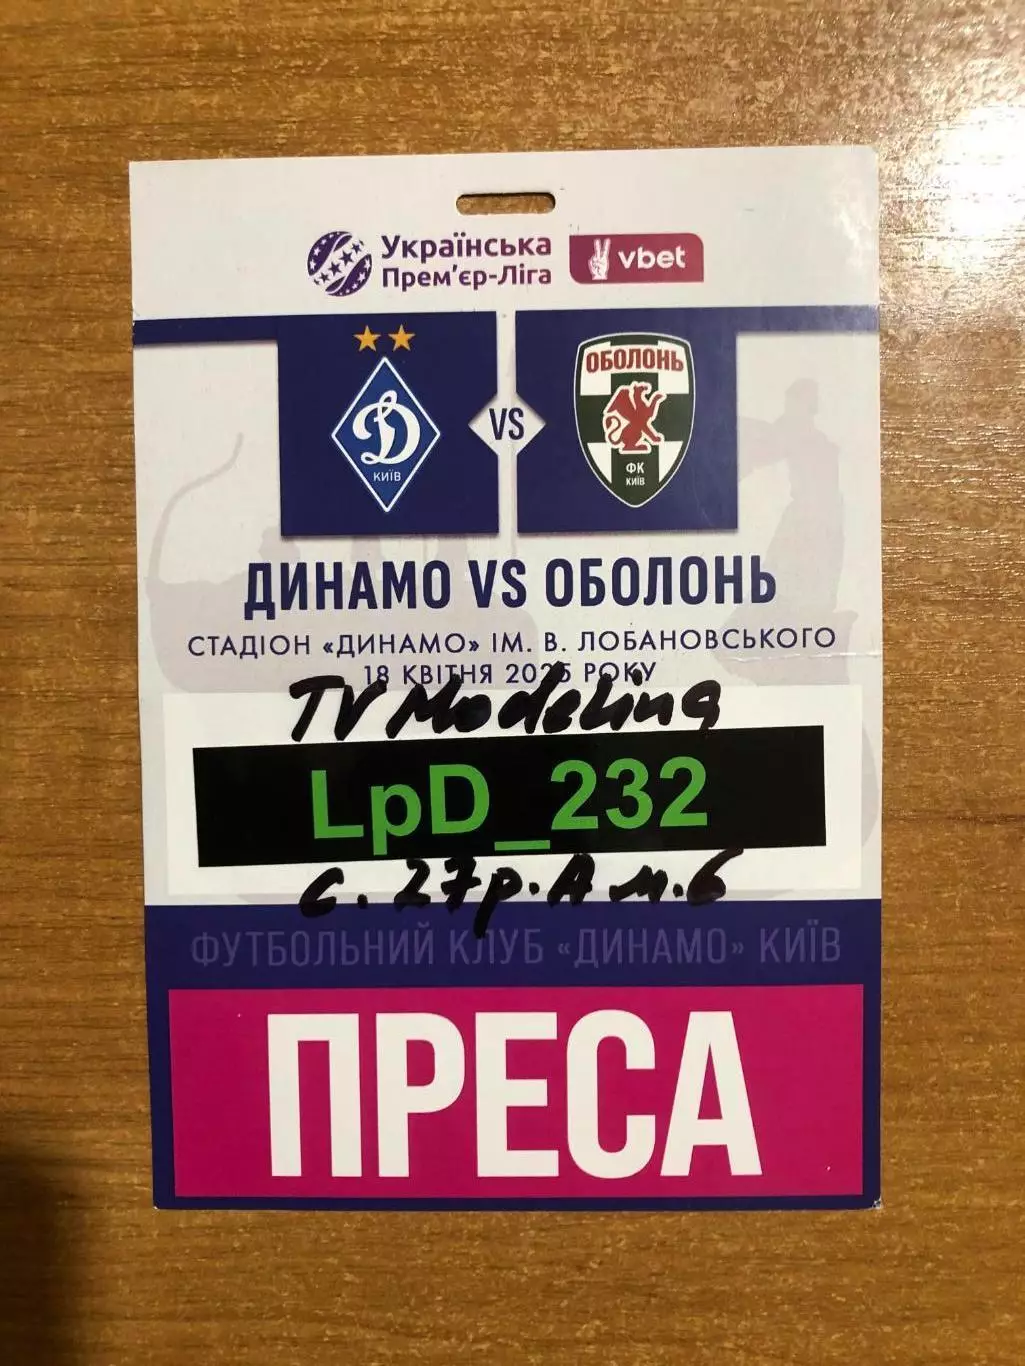 Українська
Прем'єр-Ліга
vbet
ОБОЛОНЬ
Д
КИЇВ
VS
ФК
КИЇВ
ДИНАМО VS ОБОЛОНЬ
СТАДІОН «ДИНАМО» ІМ. В. ЛОБАНОВСЬКОГО
18 КВІТНЯ 2025 РОКУ
TV Modeling
LpD_232
с. 27 р. А м. 6
ФУТБОЛЬНИЙ КЛУБ «ДИНАМО» КИЇВ
ПРЕСА